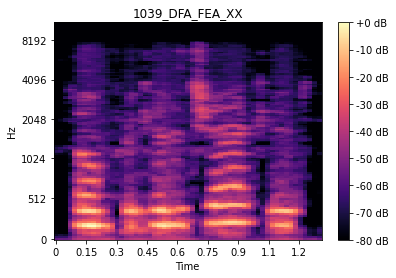 1039_DFA_FEA_XX
8192
4096
2048
1024
512
0
Hz
0 0.15 0.3 0.45 0.6 0.75 0.9 1.05 1.2
Time
+0 dB
-10 dB
-20 dB
-30 dB
-40 dB
-50 dB
-60 dB
-70 dB
-80 dB